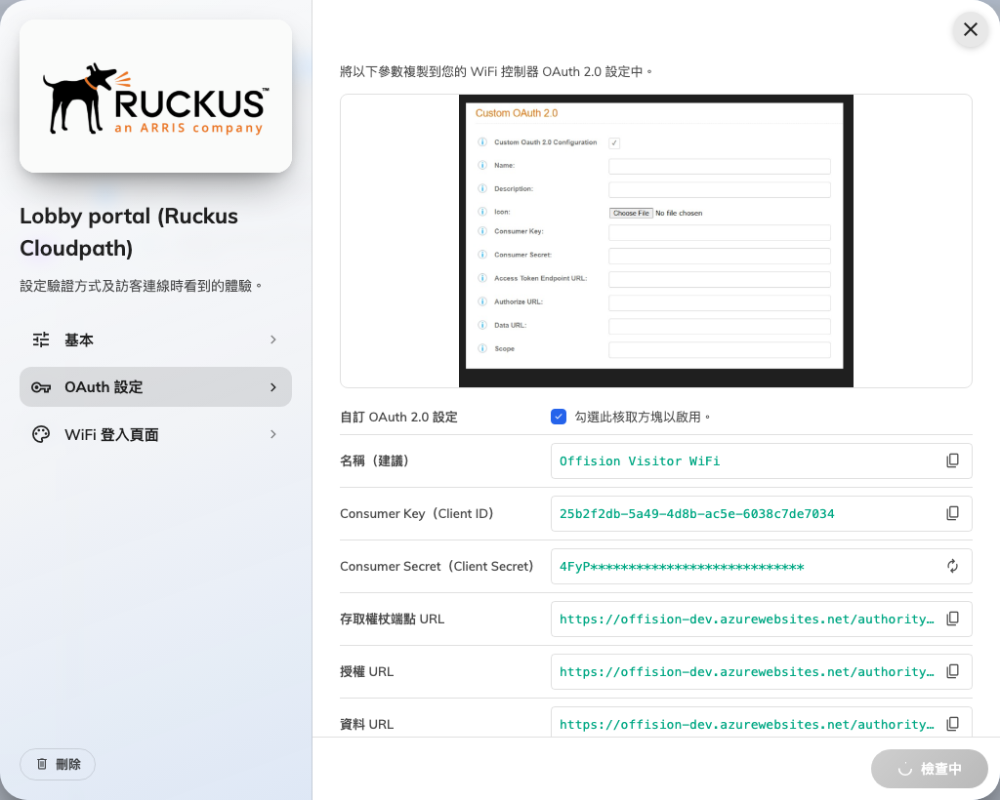 RUCKUS™
an ARRIS company
Lobby portal (Ruckus
Cloudpath)
設定驗證方式及訪客連線時看到的體驗。
基本
OAuth 設定
WiFi 登入頁面
刪除
將以下參數複製到您的 WiFi 控制器 OAuth 2.0 設定中。
Custom OAuth 2.0
Custom Oauth 2.0 Configuration
Name:
Description:
Icon: Choose File No file chosen
Consumer Key:
Consumer Secret:
Access Token Endpoint URL:
Authorize URL:
Data URL:
Scope
自訂 OAuth 2.0 設定 勾選此核取方塊以啟用。
名稱（建議） Offision Visitor WiFi
Consumer Key（Client ID） 25b2f2db-5a49-4d8b-ac5e-6038c7de7034
Consumer Secret（Client Secret） 4FyP****************************
存取權杖端點 URL https://offision-dev.azurewebsites.net/authority…
授權 URL https://offision-dev.azurewebsites.net/authority…
資料 URL https://offision-dev.azurewebsites.net/authority…
檢查中